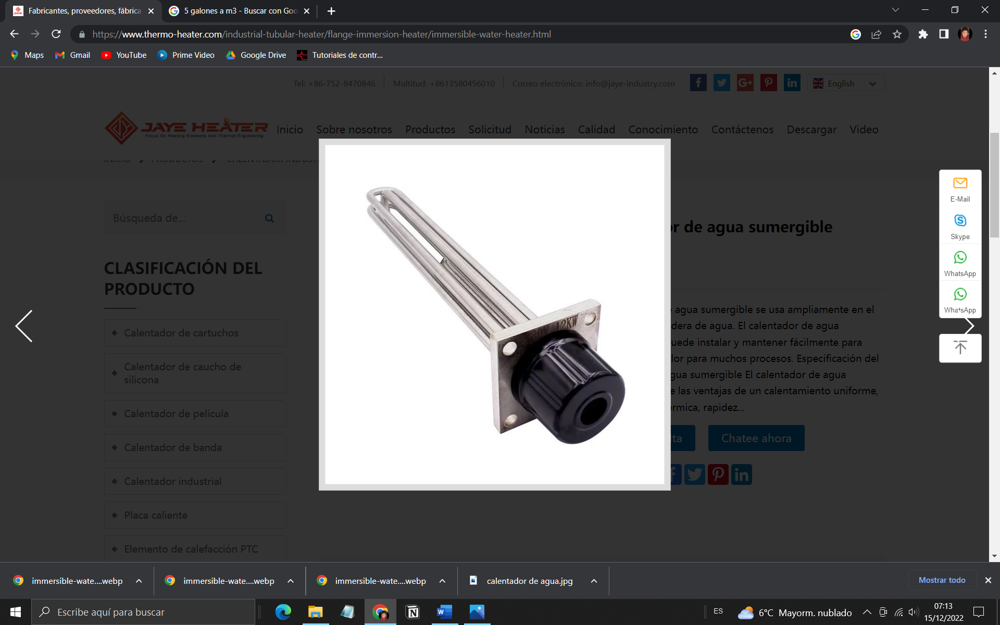 Fabricantes, proveedores, fábrica
5 galones a m3 - Buscar con Goo
https://www.thermo-heater.com/industrial-tubular-heater/flange-immersion-heater/immersible-water-heater.html
Maps
Gmail
YouTube
Prime Video
Google Drive
Tutoriales de contr...
Tel: +86-752-8470846
Multitud: +8613580456010
Correo electrónico: info@jaye-industry.com
English
JAYE HEATER
Focus On Heating Elements And Thermal Engineering
Inicio
Sobre nosotros
Productos
Solicitud
Noticias
Calidad
Conocimiento
Contáctenos
Descargar
Video
INICIO
PRODUCTOS
Búsqueda de...
CLASIFICACIÓN DEL
PRODUCTO
Calentador de cartuchos
Calentador de caucho de
silicona
Calentador de película
Calentador de banda
Calentador industrial
Placa caliente
Elemento de calefacción PTC
12KW
de agua sumergible
agua sumergible se usa ampliamente en el
de agua. El calentador de agua
instalar y mantener fácilmente para
para muchos procesos. Especificación del
sumergible El calentador de agua
las ventajas de un calentamiento uniforme,
rapidez...
Chatee ahora
E-Mail
Skype
WhatsApp
WhatsApp
immersible-wate....webp
immersible-wate....webp
immersible-wate....webp
calentador de agua.jpg
Mostrar todo
Escribe aquí para buscar
ES
6°C Mayorm. nublado
07:13
15/12/2022